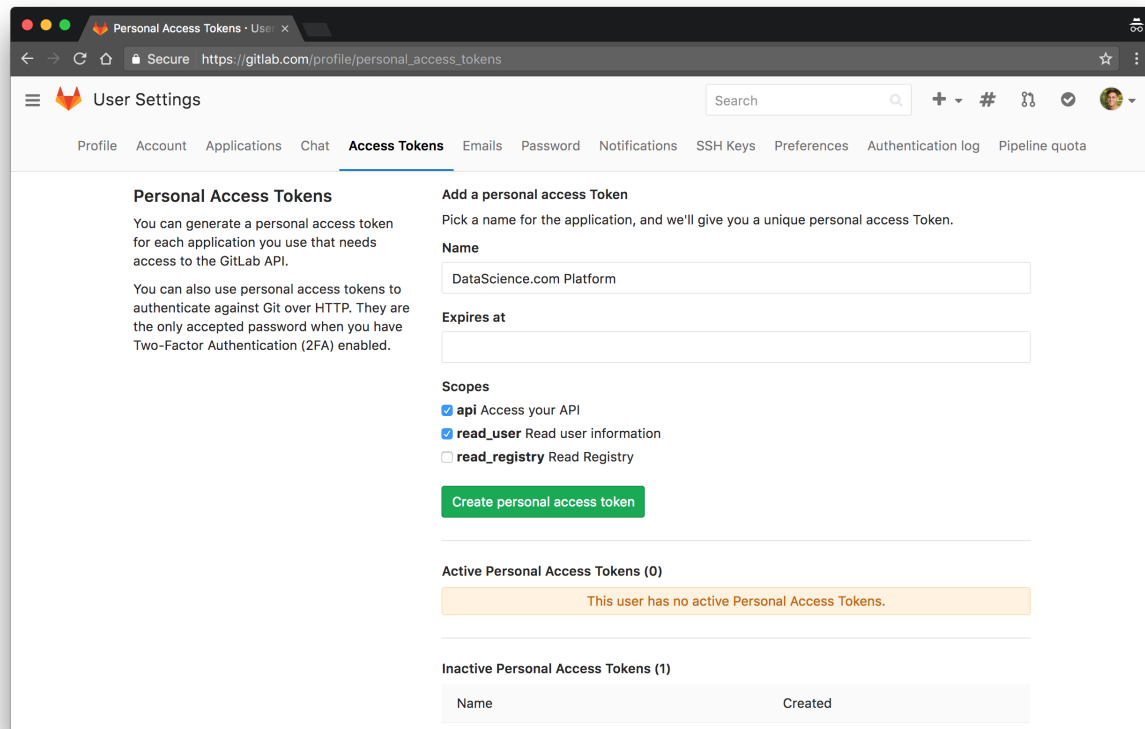 Personal Access Tokens · User
Secure https://gitlab.com/profile/personal_access_tokens
User Settings
Search
Profile Account Applications Chat Access Tokens Emails Password Notifications SSH Keys Preferences Authentication log Pipeline quota
Personal Access Tokens
You can generate a personal access token
for each application you use that needs
access to the GitLab API.
You can also use personal access tokens to
authenticate against Git over HTTP. They are
the only accepted password when you have
Two-Factor Authentication (2FA) enabled.
Add a personal access Token
Pick a name for the application, and we'll give you a unique personal access Token.
Name
DataScience.com Platform
Expires at
Scopes
api Access your API
read_user Read user information
read_registry Read Registry
Create personal access token
Active Personal Access Tokens (0)
This user has no active Personal Access Tokens.
Inactive Personal Access Tokens (1)
Name Created